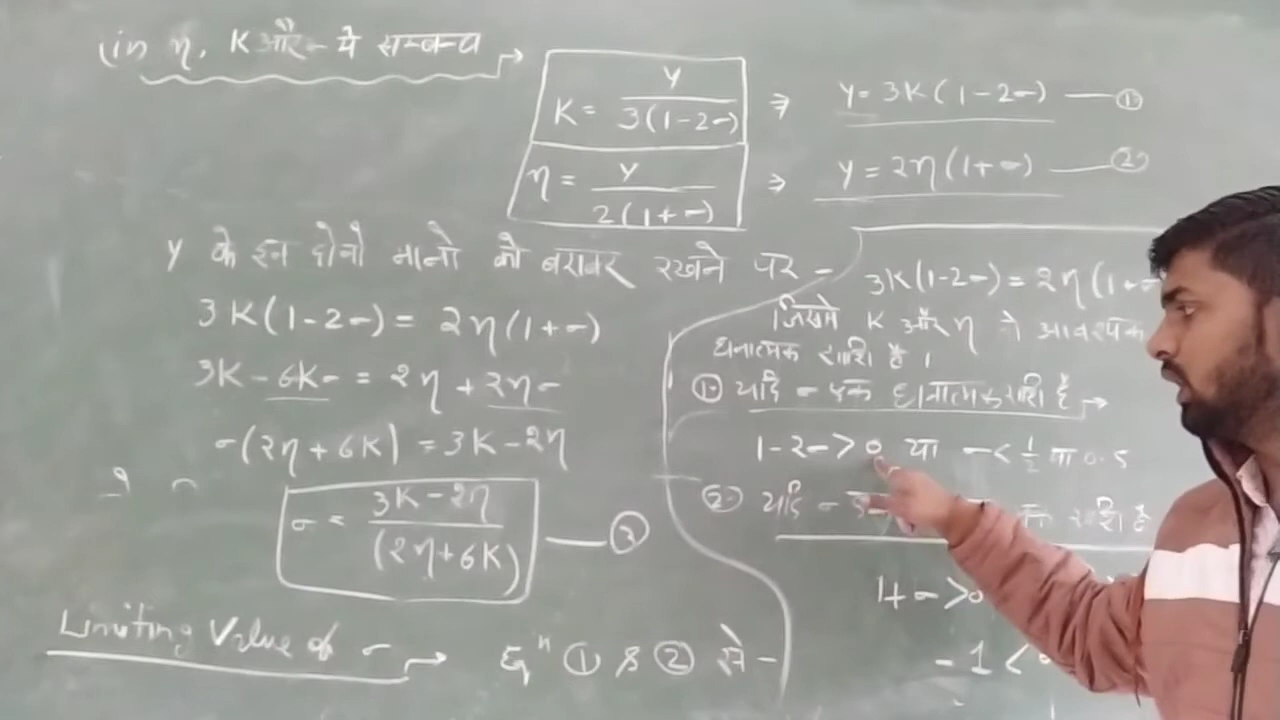 (iii) η, K और σ में सम्बन्ध →
K = Y / 3(1-2σ) ⇒ Y = 3K(1-2σ) — ①
η = Y / 2(1+σ) ⇒ Y = 2η(1+σ) — ②
Y के इन दोनो मानो को बराबर रखने पर -
3K(1-2σ) = 2η(1+σ)
3K - 6Kσ = 2η + 2ησ
σ(2η+6K) = 3K-2η
σ = 3K-2η / (2η+6K) — ③
Limiting Value of σ →
Eqⁿ ① & ② से -
3K(1-2σ) = 2η(1+σ
जिसमे K और η
धनात्मक राशि है ।
①. यदि σ एक धनात्मक राशि है →
1-2σ > 0 या σ < 1/2 या 0.5
②. यदि σ राशि है
1+σ > 0
-1 <